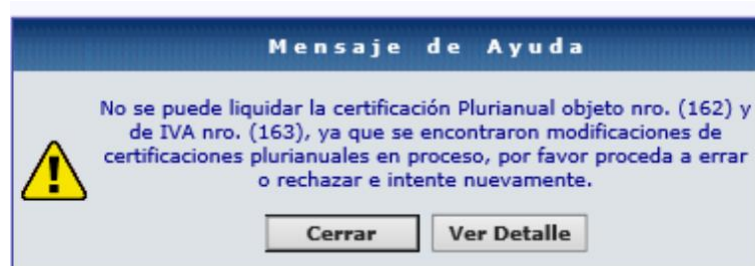 Mensaje de Ayuda
No se puede liquidar la certificación Plurianual objeto nro. (162) y
de IVA nro. (163), ya que se encontraron modificaciones de
certificaciones plurianuales en proceso, por favor proceda a errar
o rechazar e intente nuevamente.
Cerrar Ver Detalle